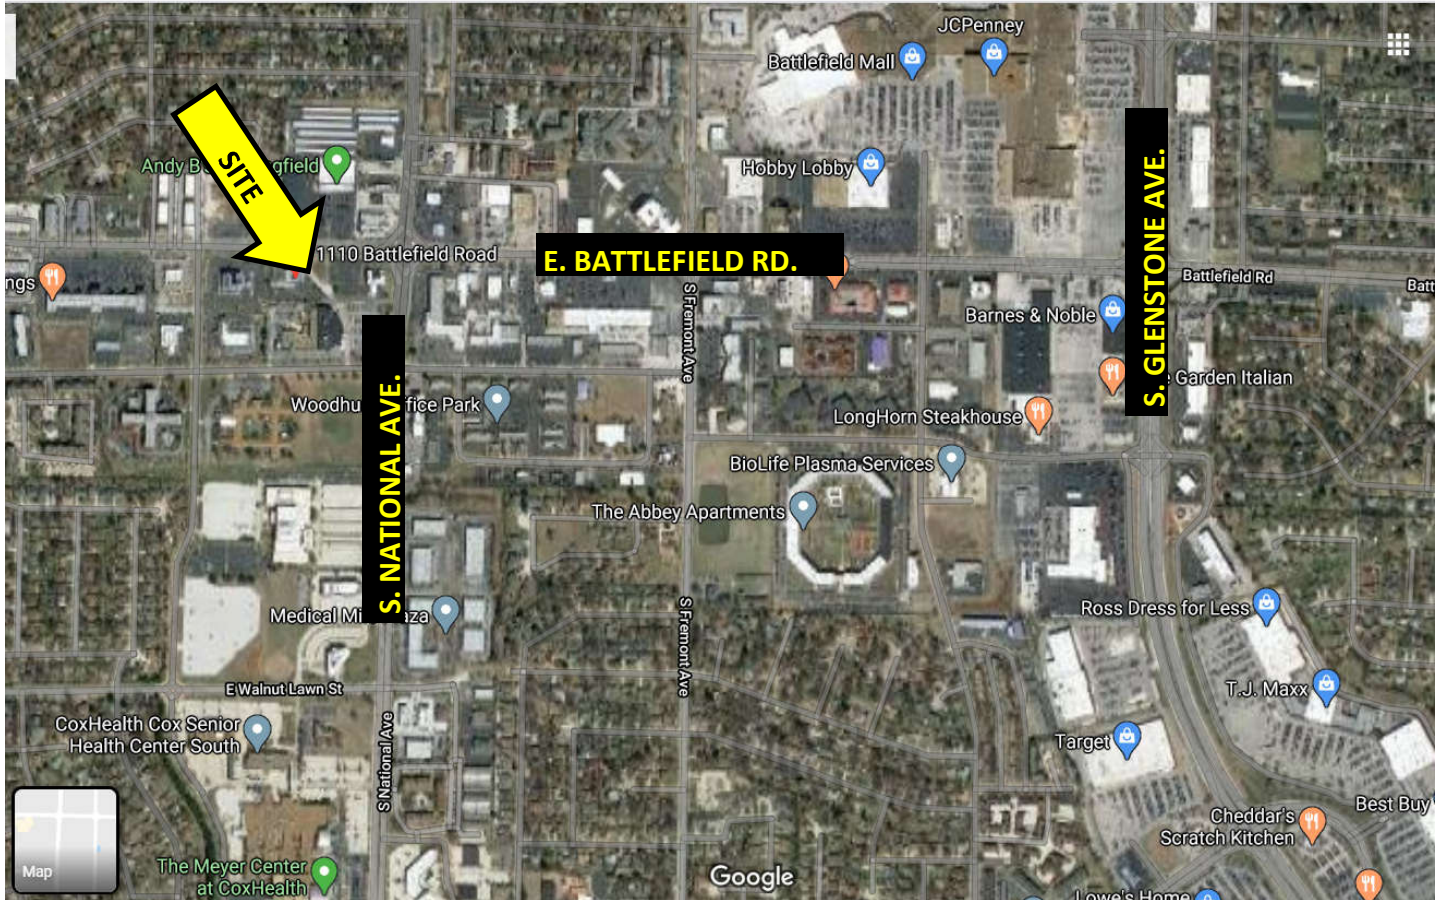 JCPenney
Battlefield Mall
Andy B
gfield
SITE
Hobby Lobby
S. GLENSTONE AVE.
1110 Battlefield Road
E. BATTLEFIELD RD.
Battlefield Rd
Batt
ngs
S Fremont Ave
Barnes & Noble
Garden Italian
S. NATIONAL AVE.
Woodhu
fice Park
LongHorn Steakhouse
BioLife Plasma Services
The Abbey Apartments
Medical Mi
aza
S Fremont Ave
Ross Dress for Less
E Walnut Lawn St
T.J. Maxx
CoxHealth Cox Senior
Health Center South
S National Ave
Target
Best Buy
Cheddar's
Scratch Kitchen
Map
The Meyer Center
at CoxHealth
Google
Lowe's Home